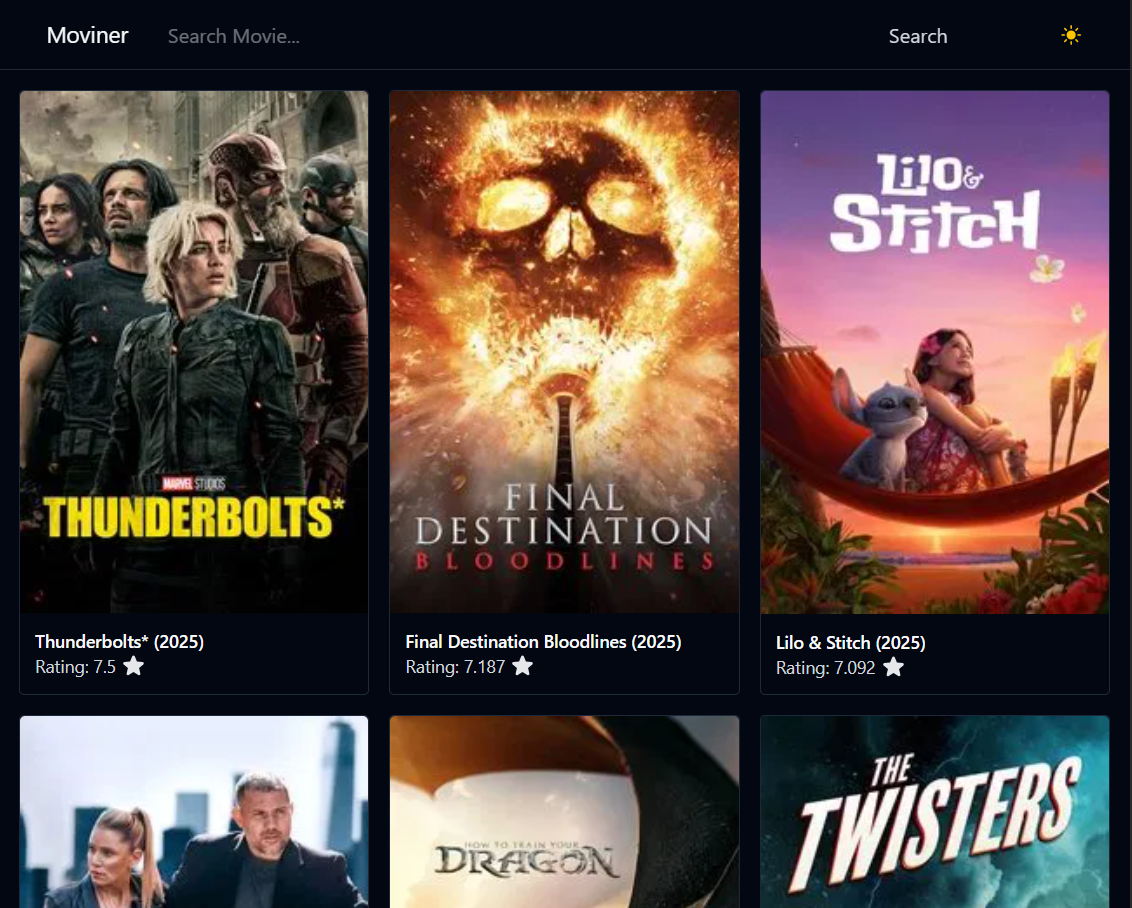 Moviner
Search Movie...
Search
Lilo &
Stitch
MARVEL STUDIOS
THUNDERBOLTS*
FINAL
DESTINATION
BLOODLINES
Thunderbolts* (2025)
Rating: 7.5
Final Destination Bloodlines (2025)
Rating: 7.187
Lilo & Stitch (2025)
Rating: 7.092
HOW TO TRAIN YOUR
DRAGON
THE
TWISTERS